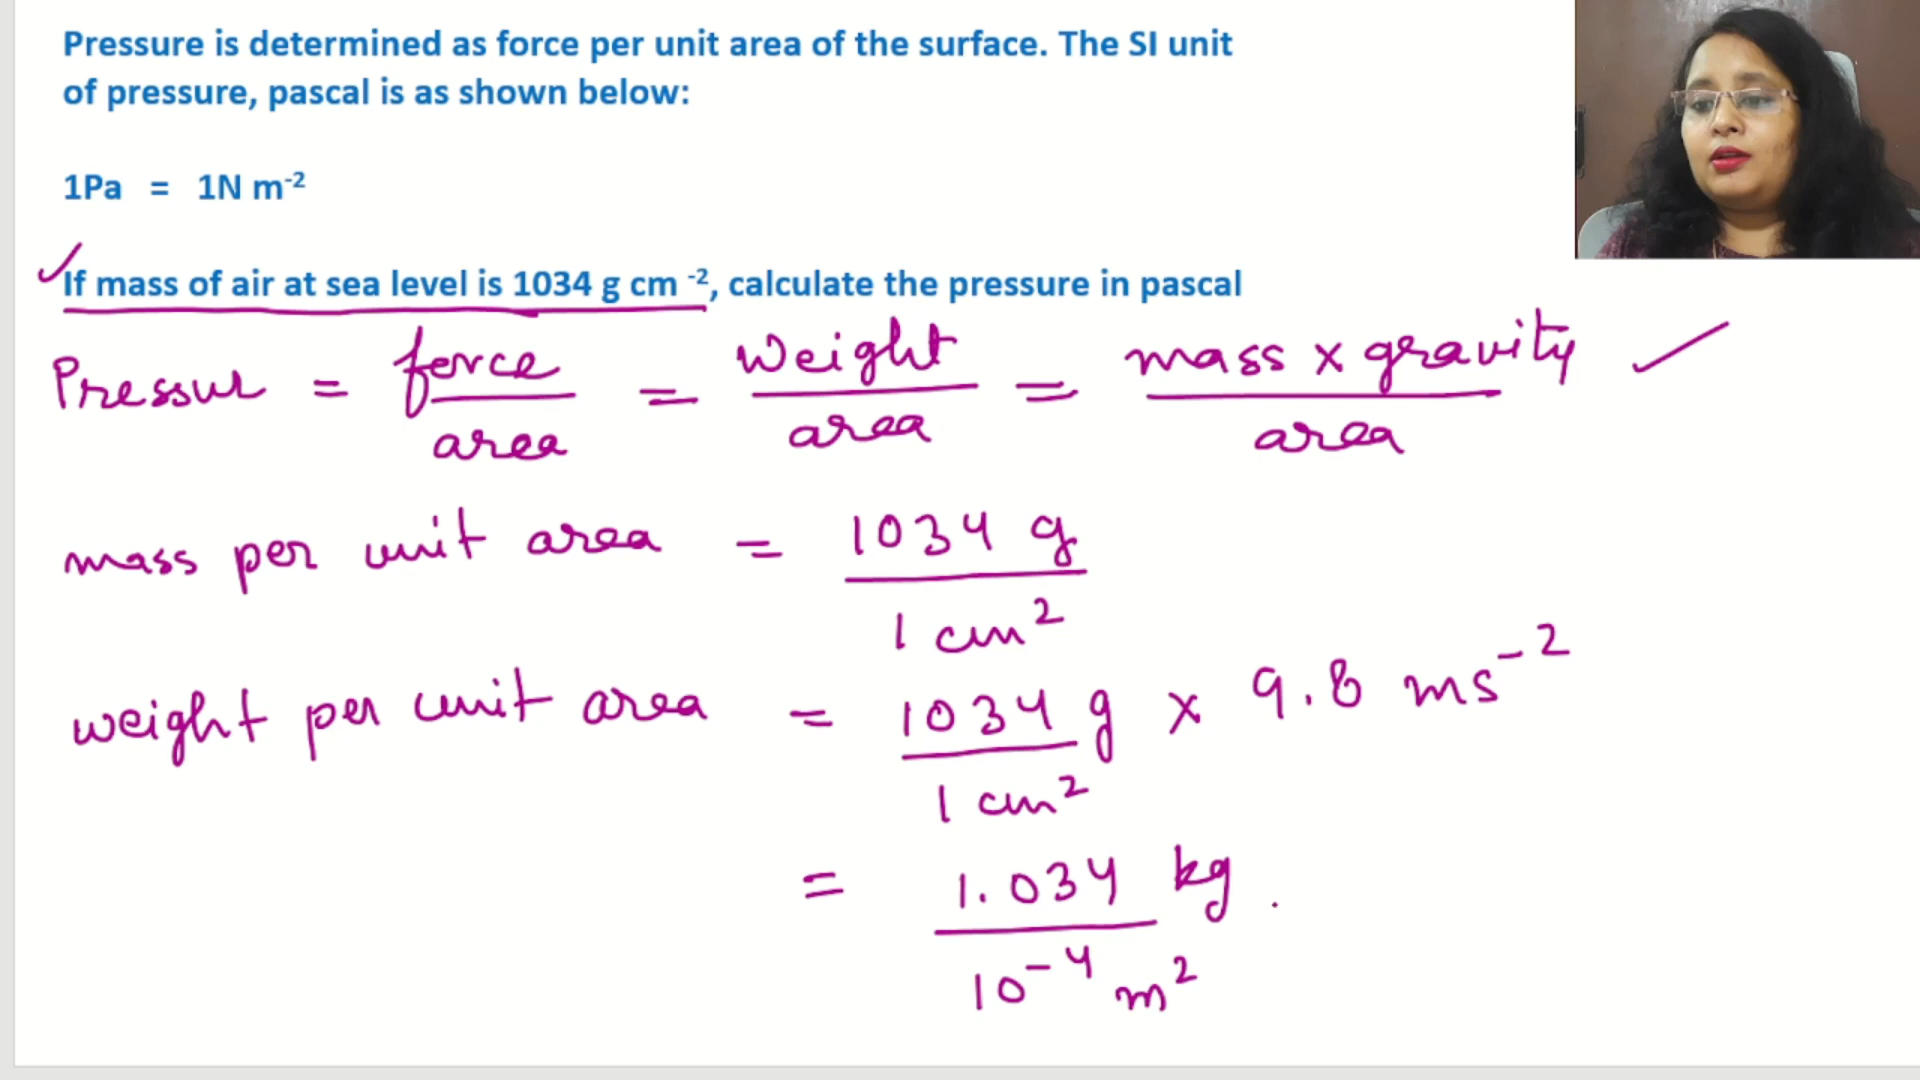 Pressure is determined as force per unit area of the surface. The SI unit
of pressure, pascal is as shown below:
1Pa = 1N m⁻²
If mass of air at sea level is 1034 g cm ⁻², calculate the pressure in pascal
Pressur = force/area = weight/area = mass x gravity/area
mass per unit area = 1034 g/1 cm²
weight per unit area = 1034 g/1 cm² x 9.8 ms⁻²
= 1.034 kg/10⁻⁴ m² .